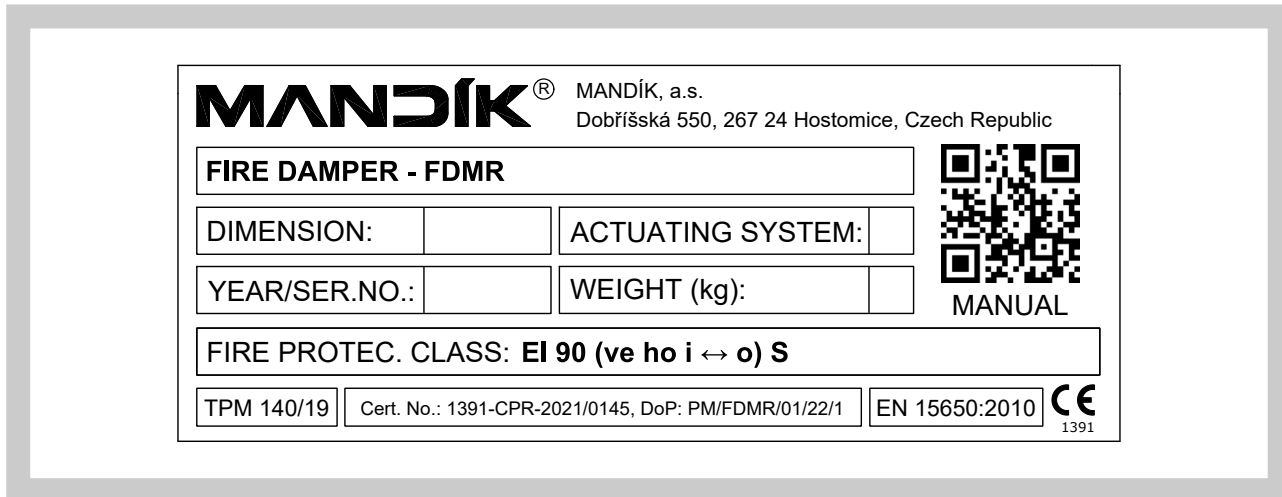 MANDÍK®
MANDÍK, a.s.
Dobříšská 550, 267 24 Hostomice, Czech Republic
FIRE DAMPER - FDMR
DIMENSION:
ACTUATING SYSTEM:
YEAR/SER.NO.:
WEIGHT (kg):
MANUAL
FIRE PROTEC. CLASS: EI 90 (ve ho i ↔ o) S
TPM 140/19
Cert. No.: 1391-CPR-2021/0145, DoP: PM/FDMR/01/22/1
EN 15650:2010
CE
1391